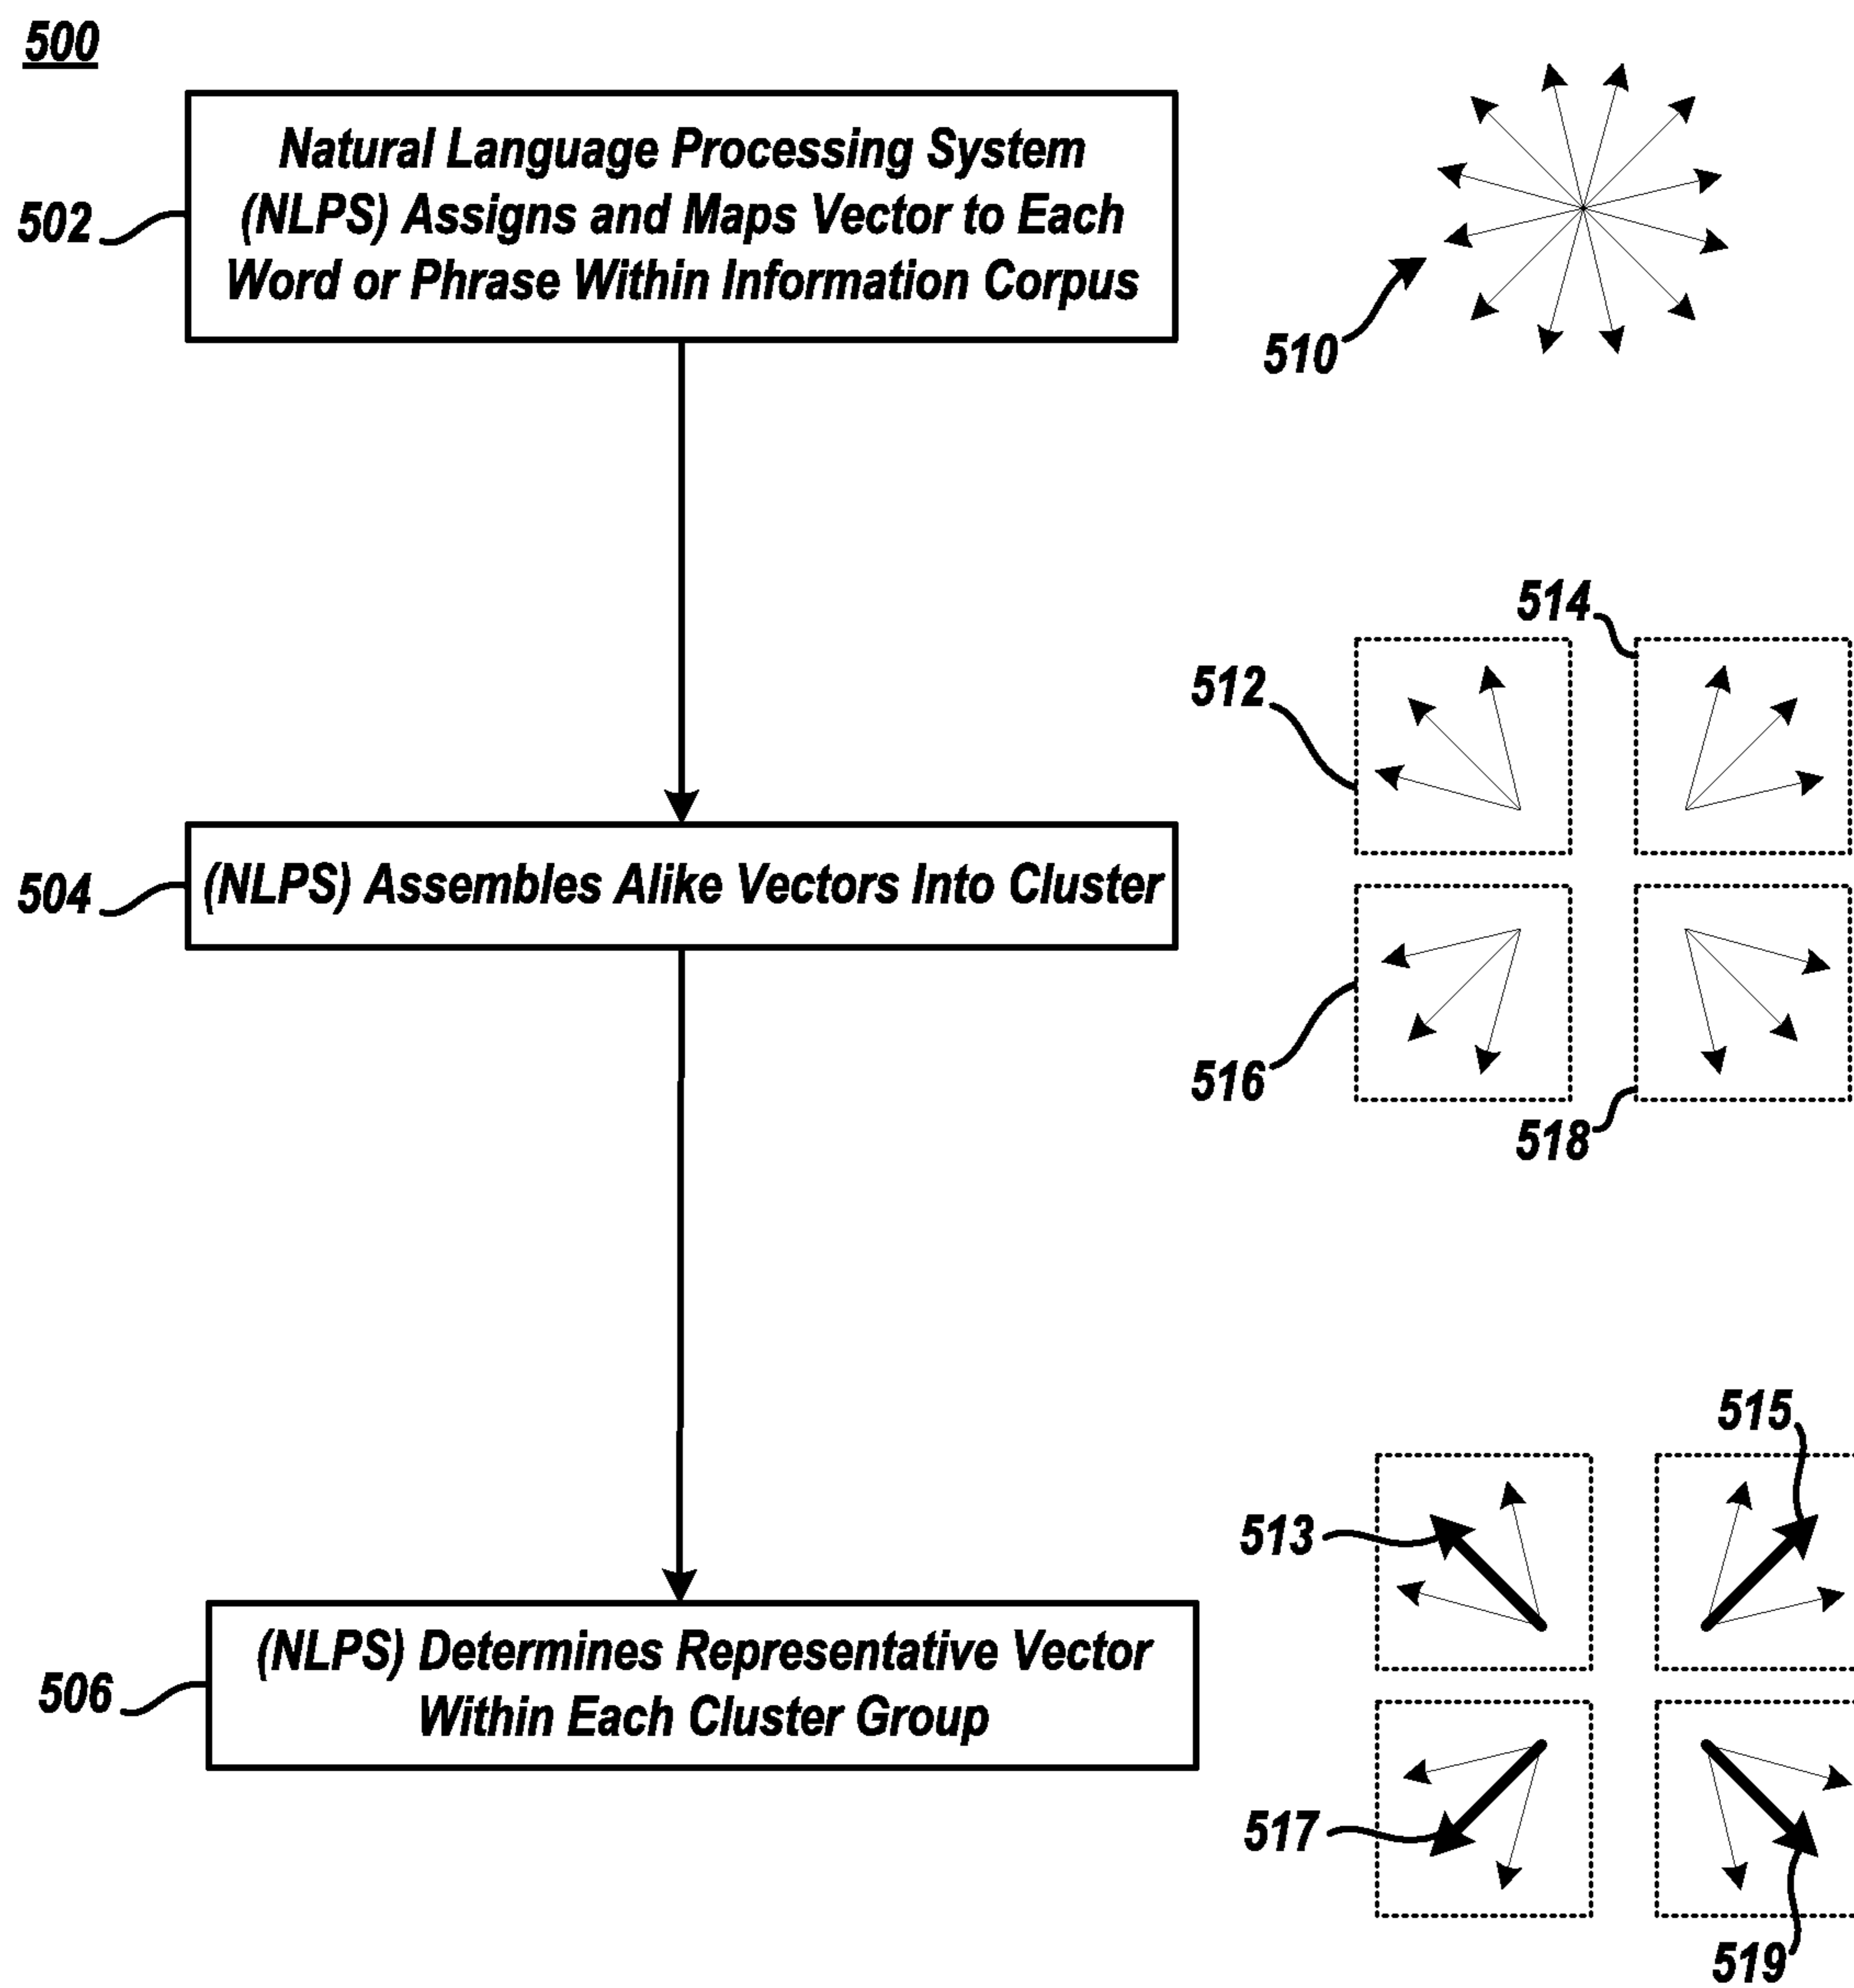 500
Natural Language Processing System
(NLPS) Assigns and Maps Vector to Each
Word or Phrase Within Information Corpus
502
510
514
512
(NLPS) Assembles Alike Vectors Into Cluster
504
516
518
515
513
(NLPS) Determines Representative Vector
Within Each Cluster Group
506
517
519